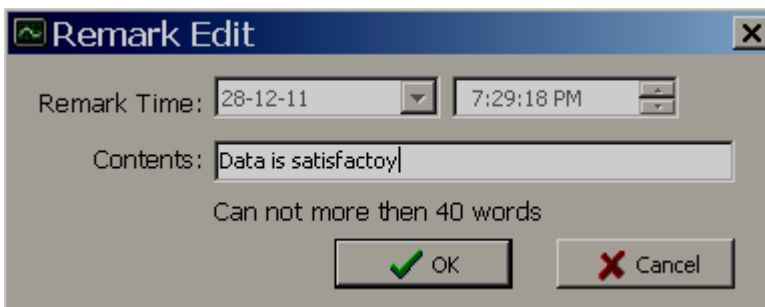 Remark Edit
Remark Time: 28-12-11 7:29:18 PM
Contents: Data is satisfactoy
Can not more then 40 words
OK Cancel